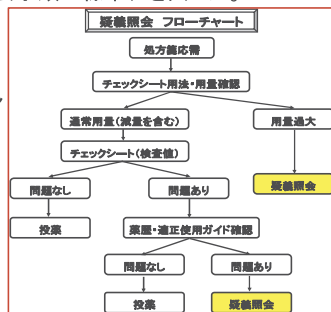 疑義照会 フローチャート
処方箋応需
チェックシート用法・用量確認
通常用量(減量を含む)
用量過大
チェックシート(検査値)
問題なし
問題あり
疑義照会
投薬
薬歴・適正使用ガイド確認
問題なし
問題あり
投薬
疑義照会